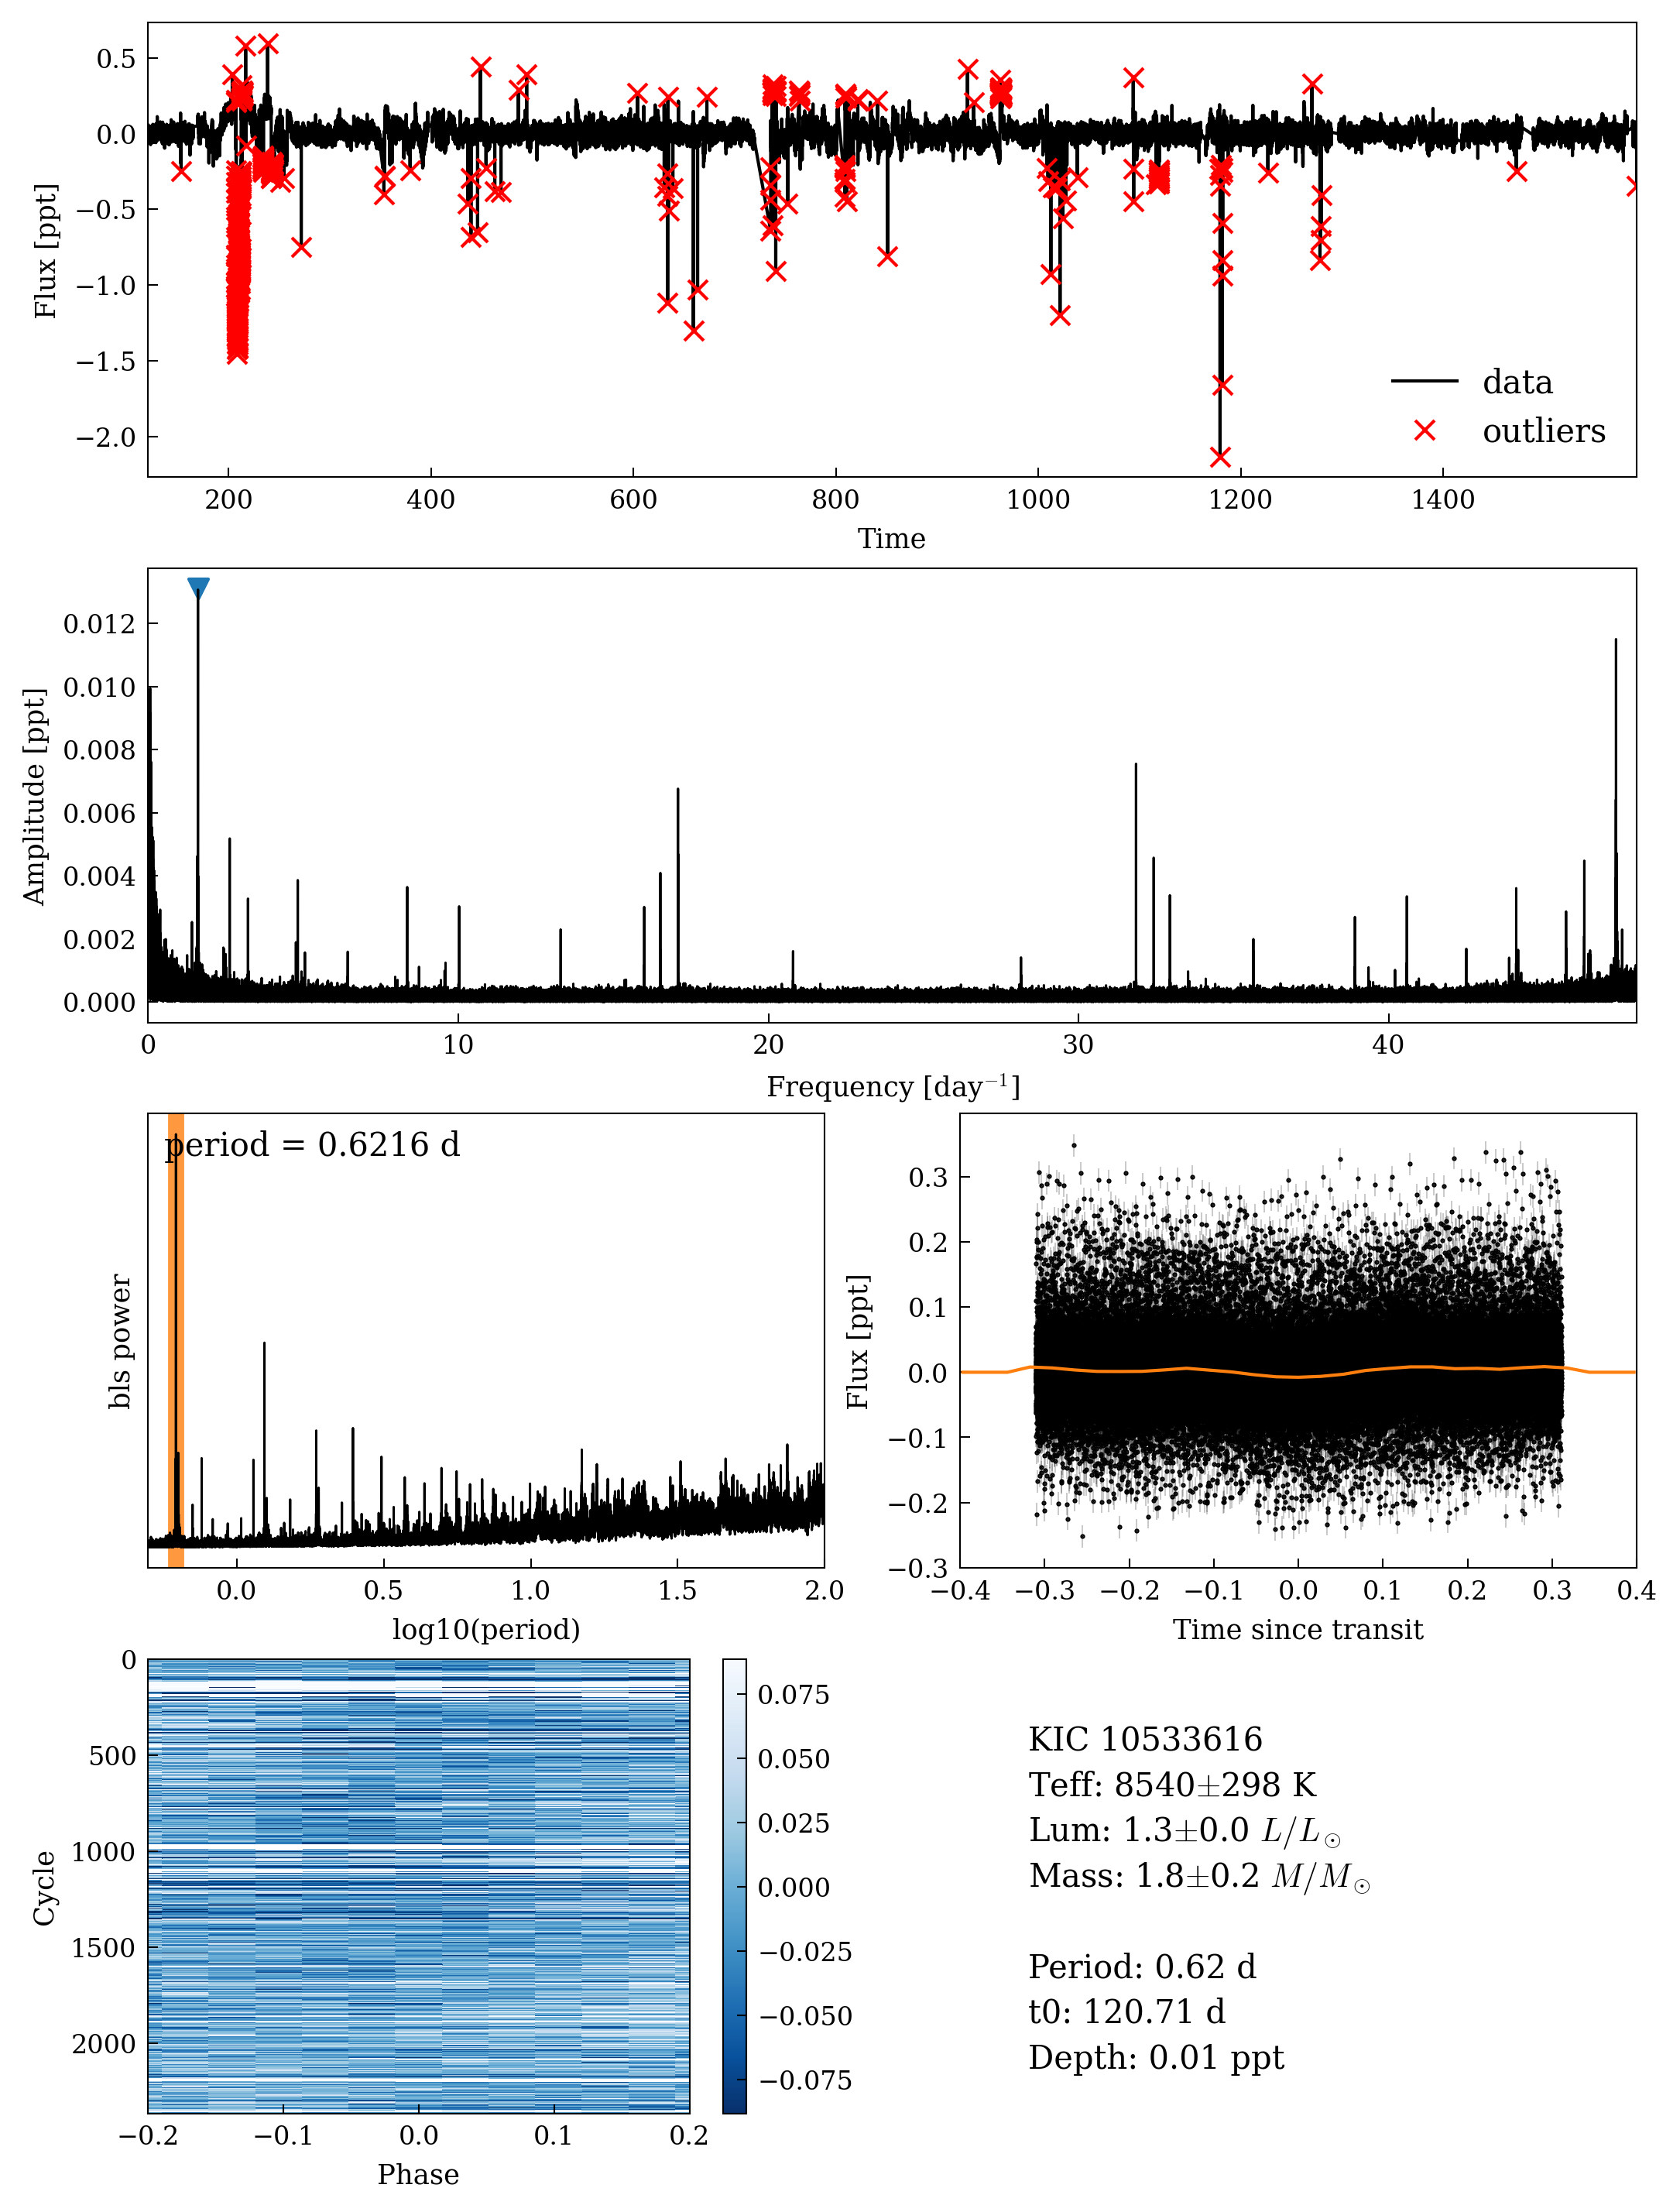 0.5
0.0
−0.5
−1.0
−1.5
−2.0
Flux [ppt]
data
outliers
200 400 600 800 1000 1200 1400
Time
0.012
0.010
0.008
0.006
0.004
0.002
0.000
Amplitude [ppt]
0 10 20 30 40
Frequency [day⁻¹]
period = 0.6216 d
bls power
0.0 0.5 1.0 1.5 2.0
log10(period)
0.3
0.2
0.1
0.0
−0.1
−0.2
−0.3
Flux [ppt]
−0.4 −0.3 −0.2 −0.1 0.0 0.1 0.2 0.3 0.4
Time since transit
0
500
1000
1500
2000
Cycle
−0.2 −0.1 0.0 0.1 0.2
Phase
0.075
0.050
0.025
0.000
−0.025
−0.050
−0.075
KIC 10533616
Teff: 8540±298 K
Lum: 1.3±0.0 L/L⊙
Mass: 1.8±0.2 M/M⊙
Period: 0.62 d
t0: 120.71 d
Depth: 0.01 ppt